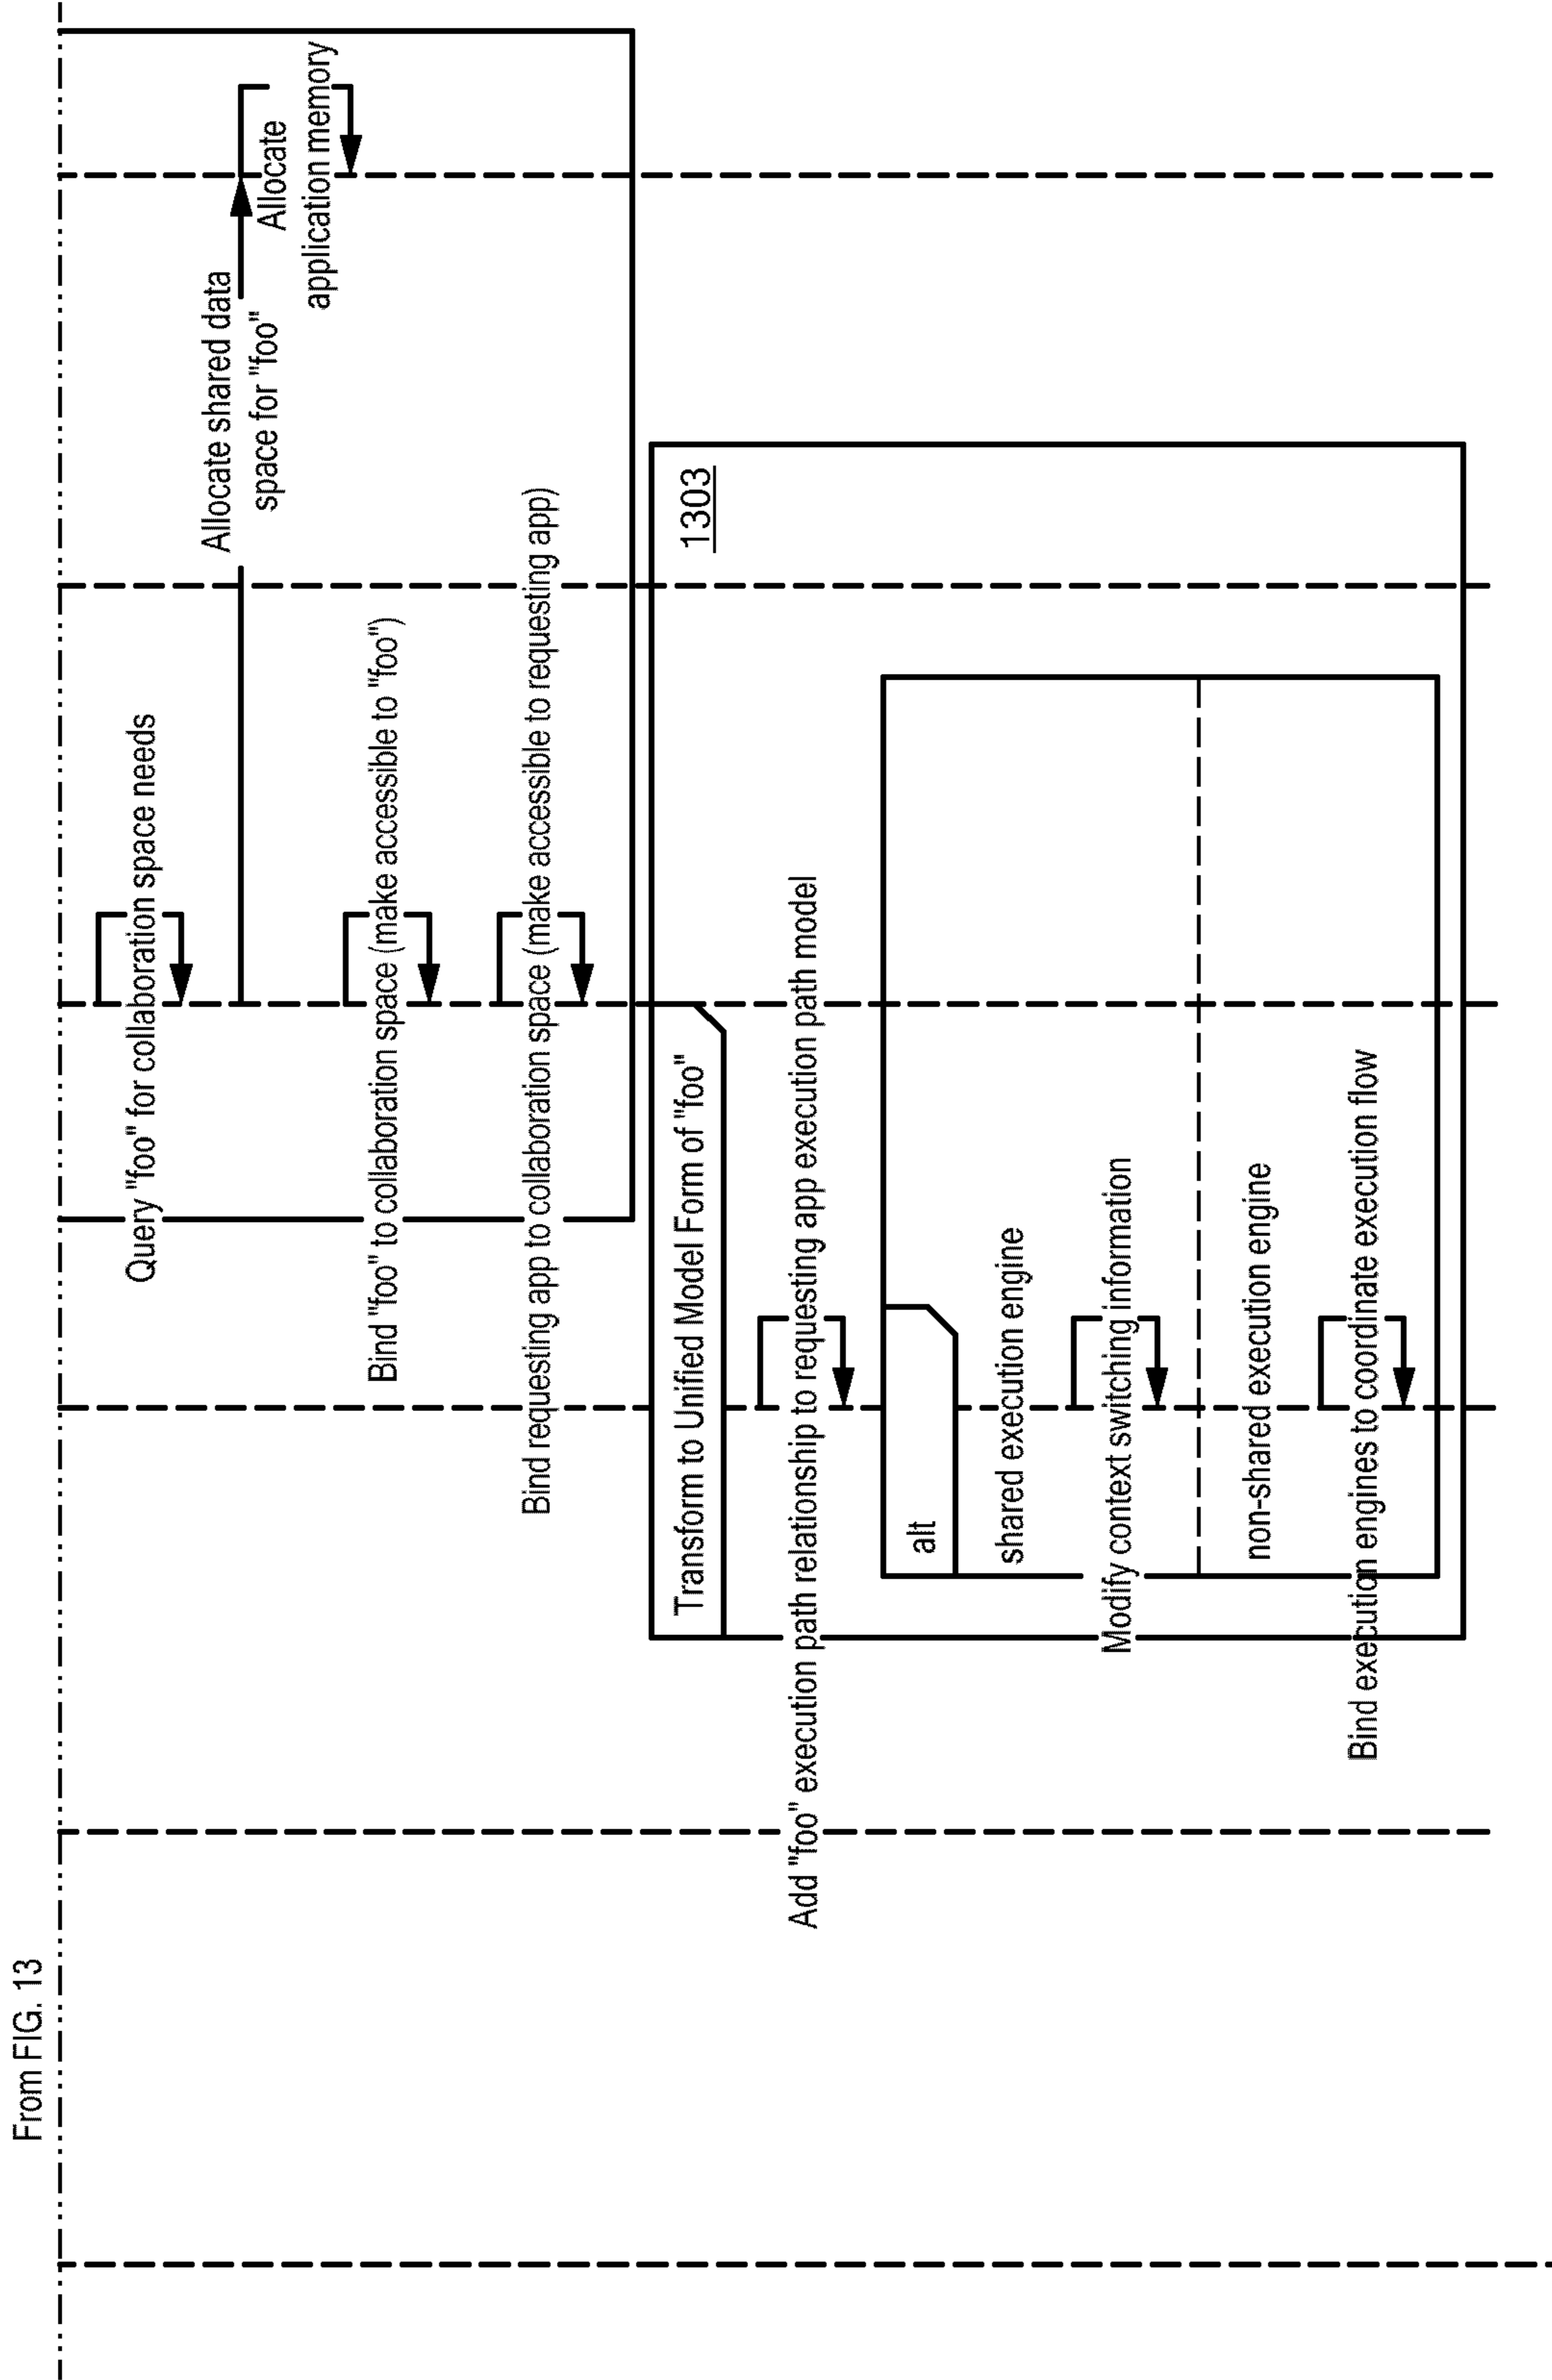 From FIG. 13
Query "foo" for collaboration space needs
Allocate shared data
space for "foo"
Allocate
application memory
Bind "foo" to collaboration space (make accessible to "foo")
Bind requesting app to collaboration space (make accessible to requesting app)
Transform to Unified Model Form of "foo"
1303
Add "foo" execution path relationship to requesting app execution path model
alt
shared execution engine
Modify context switching information
non-shared execution engine
Bind execution engines to coordinate execution flow